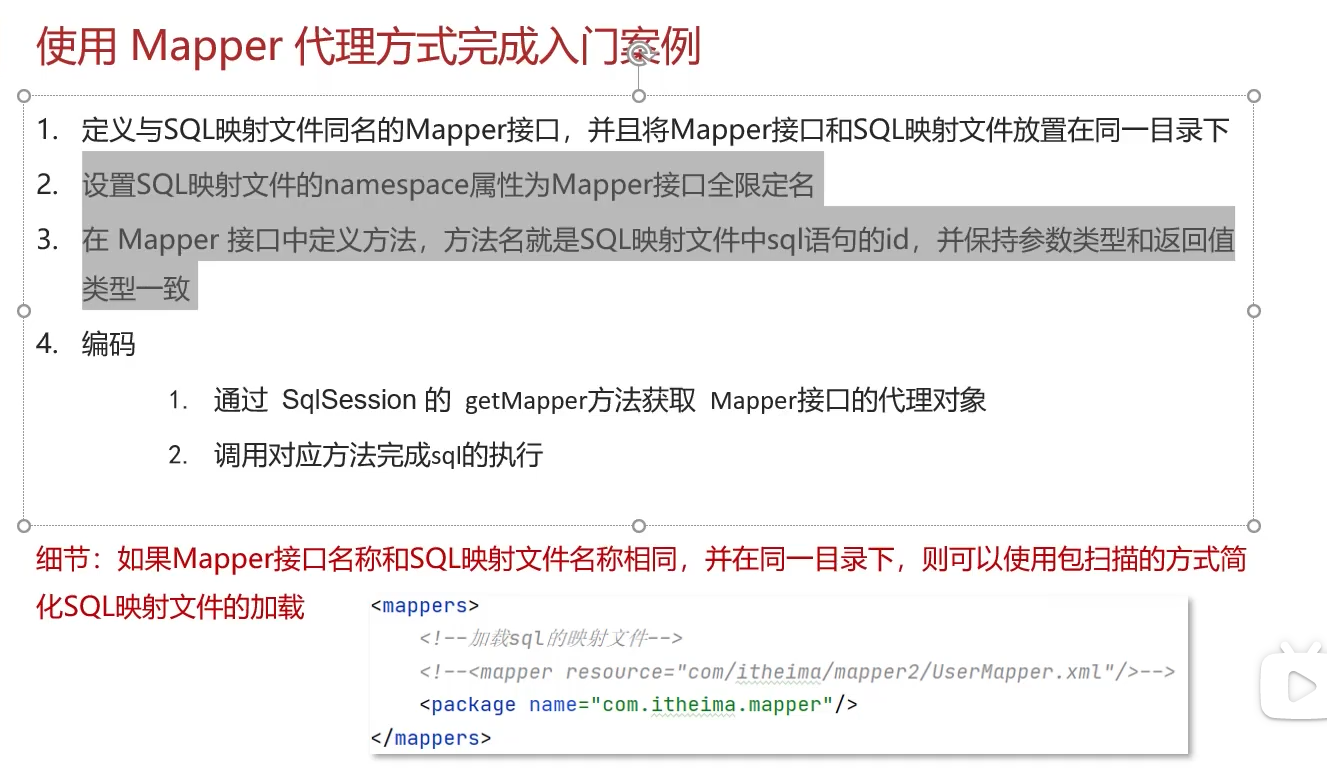 使用 Mapper 代理方式完成入门案例
1. 定义与SQL映射文件同名的Mapper接口，并且将Mapper接口和SQL映射文件放置在同一目录下
2. 设置SQL映射文件的namespace属性为Mapper接口全限定名
3. 在 Mapper 接口中定义方法，方法名就是SQL映射文件中sql语句的id，并保持参数类型和返回值
类型一致
4. 编码
1. 通过 SqlSession 的 getMapper方法获取 Mapper接口的代理对象
2. 调用对应方法完成sql的执行
细节：如果Mapper接口名称和SQL映射文件名称相同，并在同一目录下，则可以使用包扫描的方式简
化SQL映射文件的加载
<mappers>
<!--加载sql的映射文件-->
<!--<mapper resource="com/itheima/mapper2/UserMapper.xml"/>-->
<package name="com.itheima.mapper"/>
</mappers>